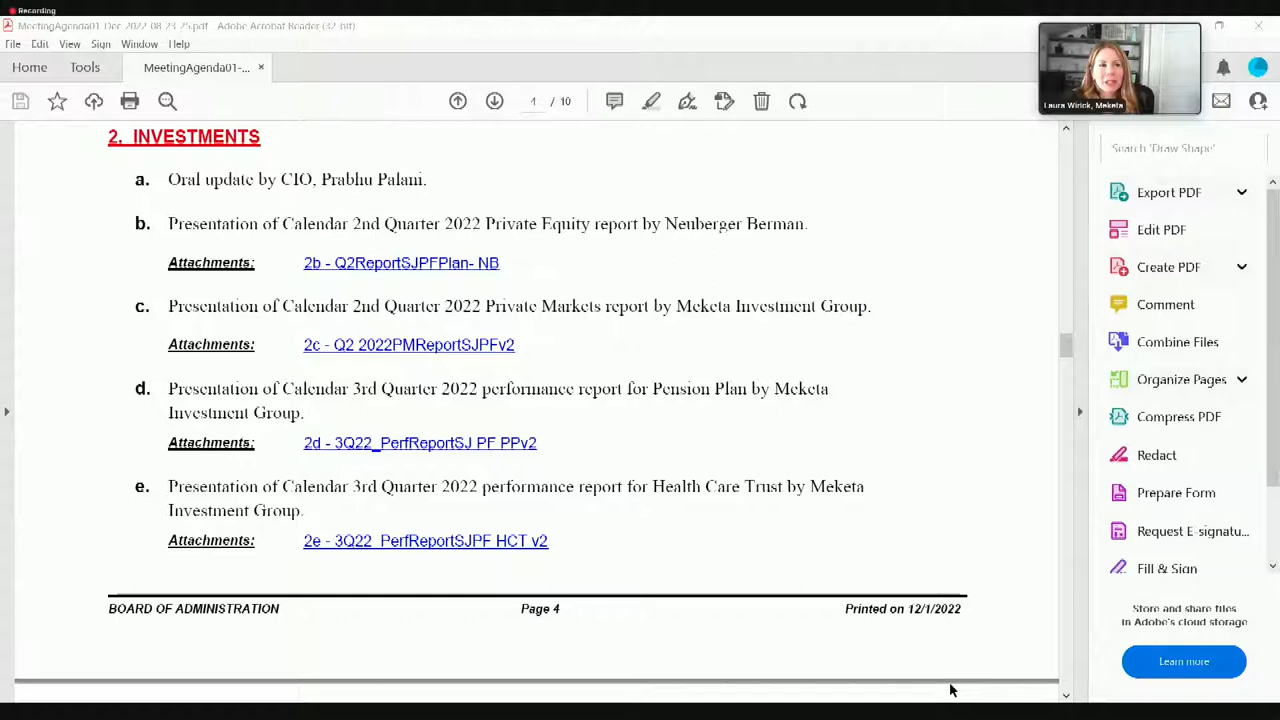 Recording
MeetingAgenda01-Dec-2022-08-23-25.pdf - Adobe Acrobat Reader (32-bit)
File Edit View Sign Window Help
Home Tools MeetingAgenda01-... ×
4 / 10
Laura Wirick, Meketa
2. INVESTMENTS
a. Oral update by CIO, Prabhu Palani.
b. Presentation of Calendar 2nd Quarter 2022 Private Equity report by Neuberger Berman.
Attachments: 2b - Q2ReportSJPFPlan- NB
c. Presentation of Calendar 2nd Quarter 2022 Private Markets report by Meketa Investment Group.
Attachments: 2c - Q2 2022PMReportSJPFv2
d. Presentation of Calendar 3rd Quarter 2022 performance report for Pension Plan by Meketa
Investment Group.
Attachments: 2d - 3Q22_PerfReportSJ PF PPv2
e. Presentation of Calendar 3rd Quarter 2022 performance report for Health Care Trust by Meketa
Investment Group.
Attachments: 2e - 3Q22_PerfReportSJPF HCT v2
BOARD OF ADMINISTRATION Page 4 Printed on 12/1/2022
Search 'Draw Shape'
Export PDF
Edit PDF
Create PDF
Comment
Combine Files
Organize Pages
Compress PDF
Redact
Prepare Form
Request E-signatu...
Fill & Sign
Store and share files
in Adobe's cloud storage
Learn more